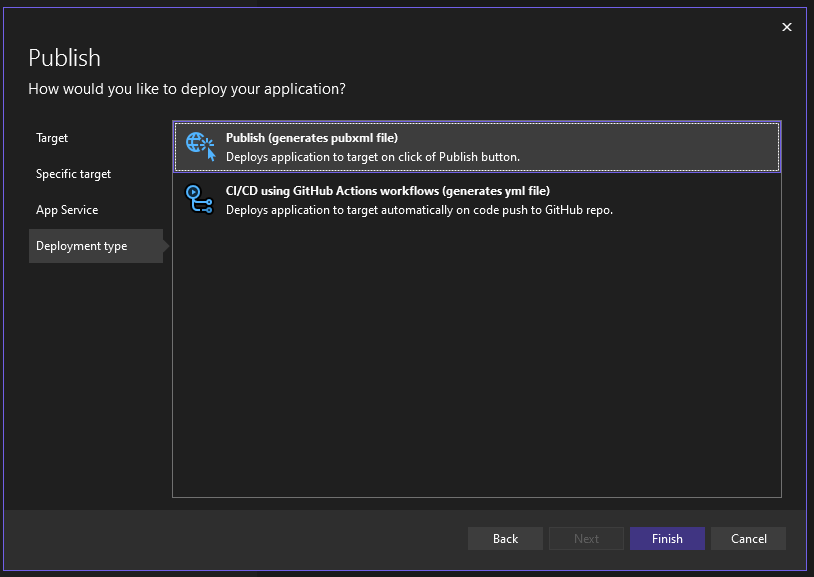 Publish
How would you like to deploy your application?
Target
Specific target
App Service
Deployment type
Publish (generates pubxml file)
Deploys application to target on click of Publish button.
CI/CD using GitHub Actions workflows (generates yml file)
Deploys application to target automatically on code push to GitHub repo.
Back
Next
Finish
Cancel